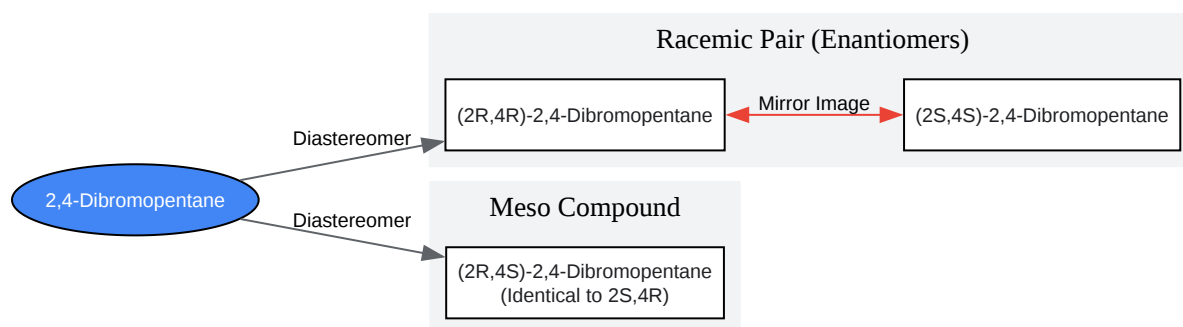 Racemic Pair (Enantiomers)
(2R,4R)-2,4-Dibromopentane
Mirror Image
(2S,4S)-2,4-Dibromopentane
Diastereomer
2,4-Dibromopentane
Diastereomer
Meso Compound
(2R,4S)-2,4-Dibromopentane
(Identical to 2S,4R)